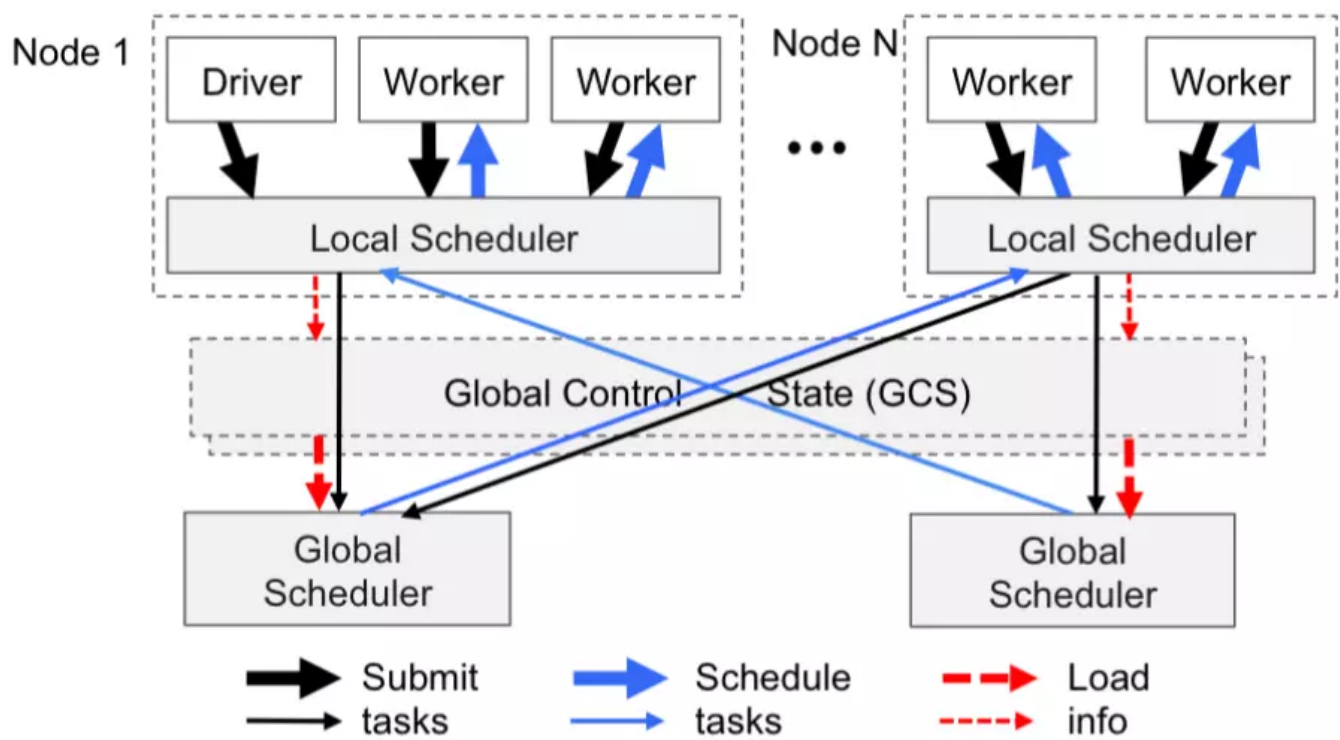 Node 1
Driver
Worker
Worker
Node N
Worker
Worker
Local Scheduler
Local Scheduler
Global Control State (GCS)
Global
Scheduler
Global
Scheduler
Submit
tasks
Schedule
tasks
Load
info